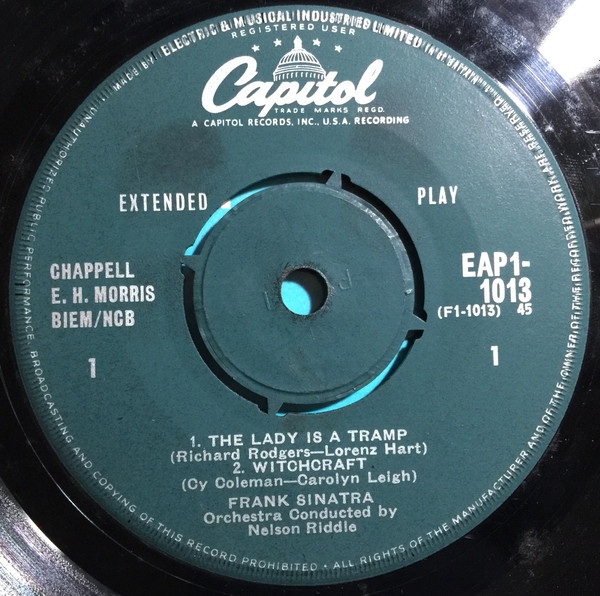 MADE BY ELECTRIC & MUSICAL INDUSTRIES LIMITED IN
REGISTERED USER
Capitol
TRADE MARKS REGD.
A CAPITOL RECORDS, INC., U.S.A. RECORDING
EXTENDED PLAY
CHAPPELL
E. H. MORRIS
BIEM/NCB
EAP1-
1013
(F1-1013) 45
1
1
1. THE LADY IS A TRAMP
(Richard Rodgers—Lorenz Hart)
2. WITCHCRAFT
(Cy Coleman—Carolyn Leigh)
FRANK SINATRA
Orchestra Conducted by
Nelson Riddle
UNAUTHORIZED PUBLIC PERFORMANCE, BROADCASTING AND COPYING OF THIS RECORD PROHIBITED · ALL RIGHTS OF THE MANUFACTURER AND OF THE OWNER OF THE RECORDED WORK ARE RESERVED